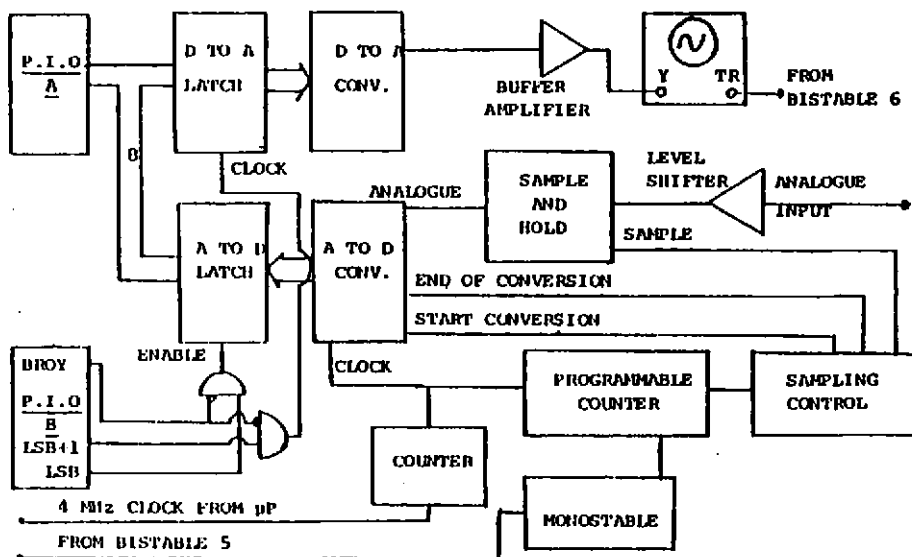 P.I.O
A
D TO A
LATCH
D TO A
CONV.
BUFFER
AMPLIFIER
Y
TR
FROM
BISTABLE 6
B
CLOCK
ANALOGUE
SAMPLE
AND
HOLD
LEVEL
SHIFTER
ANALOGUE
INPUT
SAMPLE
A TO D
LATCH
A TO D
CONV.
END OF CONVERSION
START CONVERSION
ENABLE
CLOCK
BRDY
P.I.O
B
LSB+1
LSB
PROGRAMMABLE
COUNTER
SAMPLING
CONTROL
COUNTER
MONOSTABLE
4 MHz CLOCK FROM µP
FROM BISTABLE 5